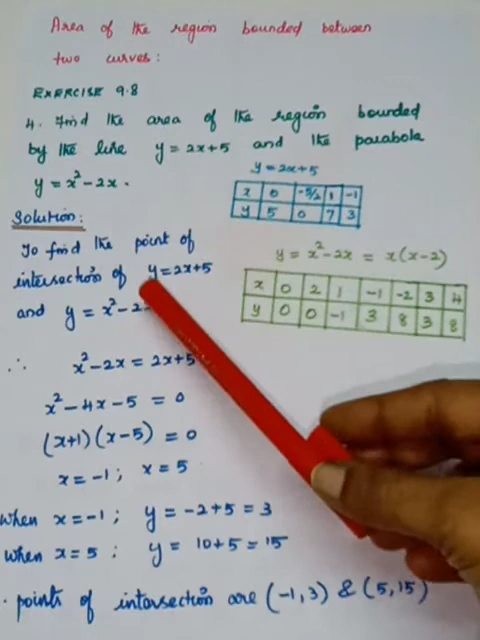 Area of the region bounded between
two curves:
EXERCISE 9.8
4. Find the area of the region bounded
by the line y = 2x+5 and the parabola
y = x² - 2x.
y = 2x+5
x 0 -5/2 1 -1
y 5 0 7 3
Solution:
To find the point of
intersection of y = 2x+5
and y = x² - 2
y = x² - 2x = x(x-2)
x 0 2 1 -1 -2 3 4
y 0 0 -1 3 8 3 8
∴ x² - 2x = 2x+5
x² - 4x - 5 = 0
(x+1) (x-5) = 0
x = -1; x = 5
when x = -1; y = -2+5 = 3
when x = 5; y = 10+5 = 15
. points of intersection are (-1,3) & (5,15)